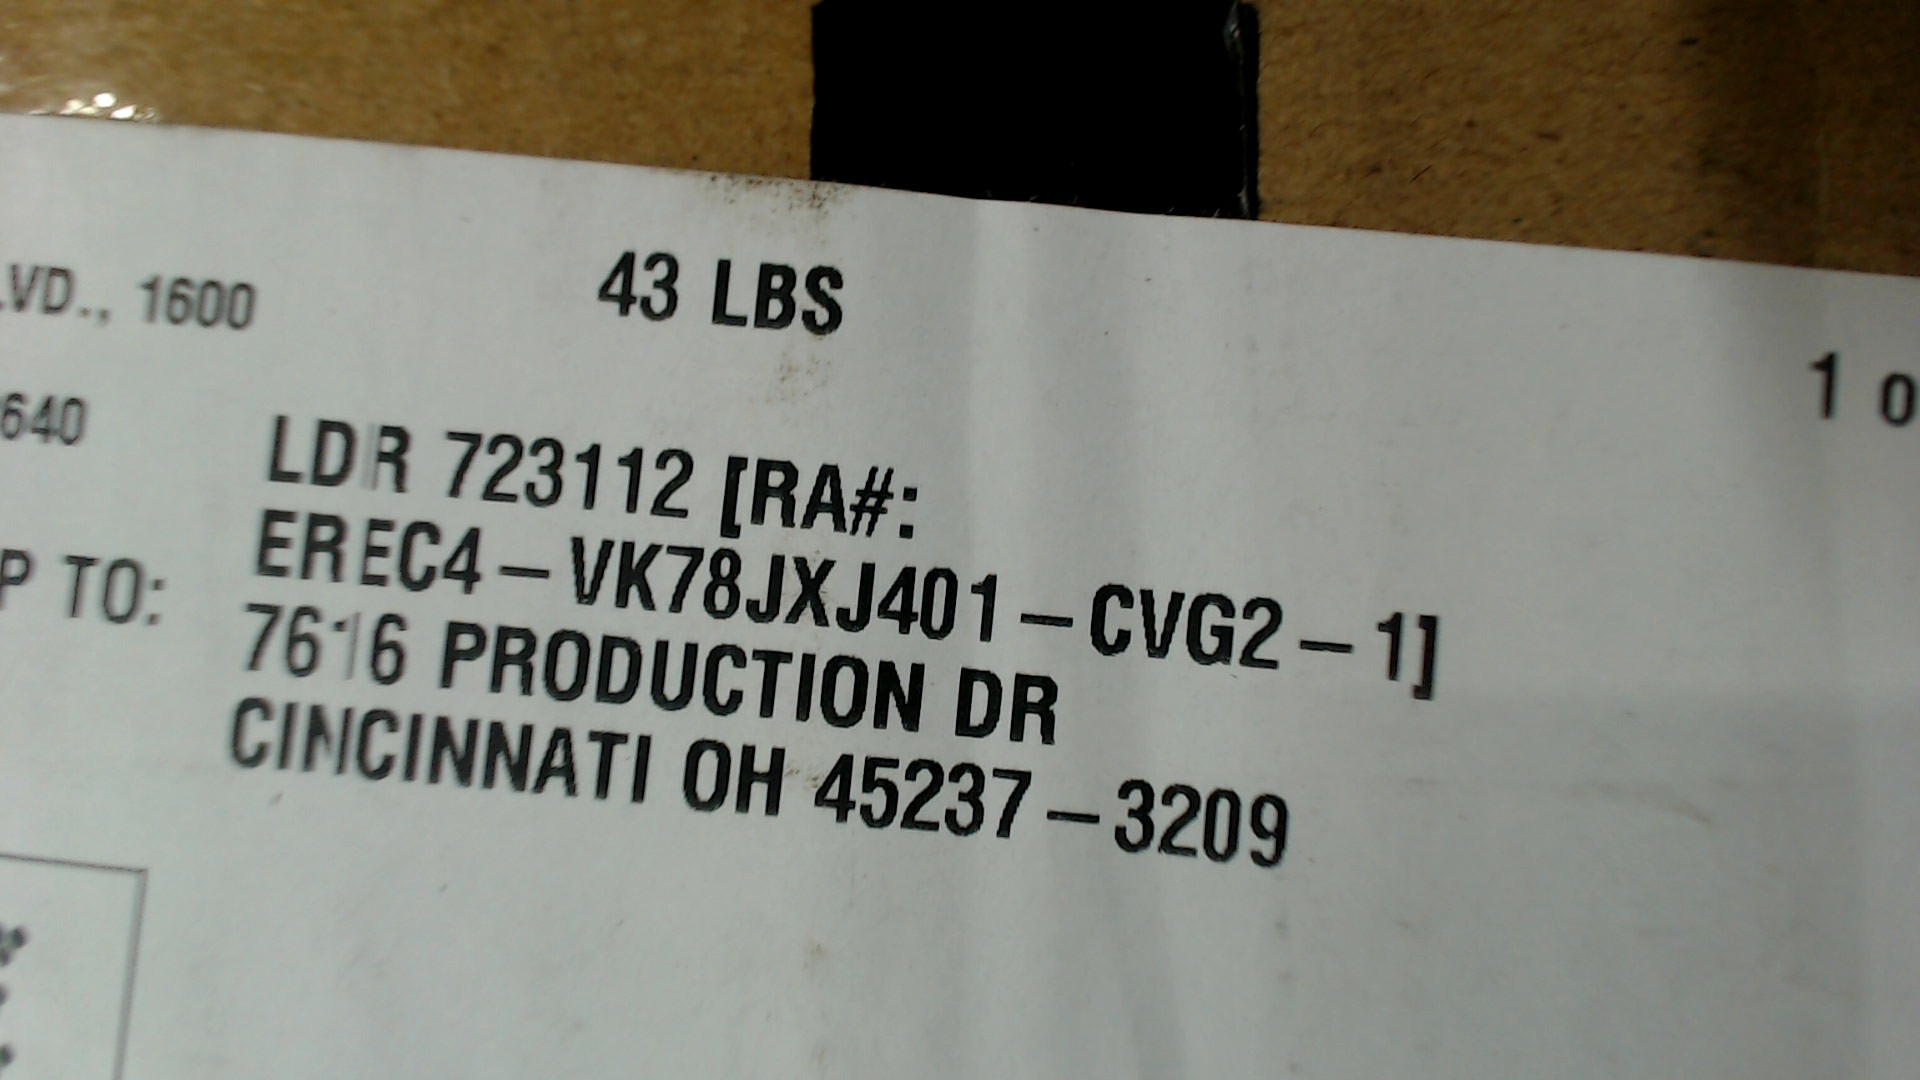 LVD., 1600
43 LBS
1 O
640
LDR 723112 [RA#:
EREC4-VK78JXJ401-CVG2-1]
P TO:
7616 PRODUCTION DR
CINCINNATI OH 45237-3209